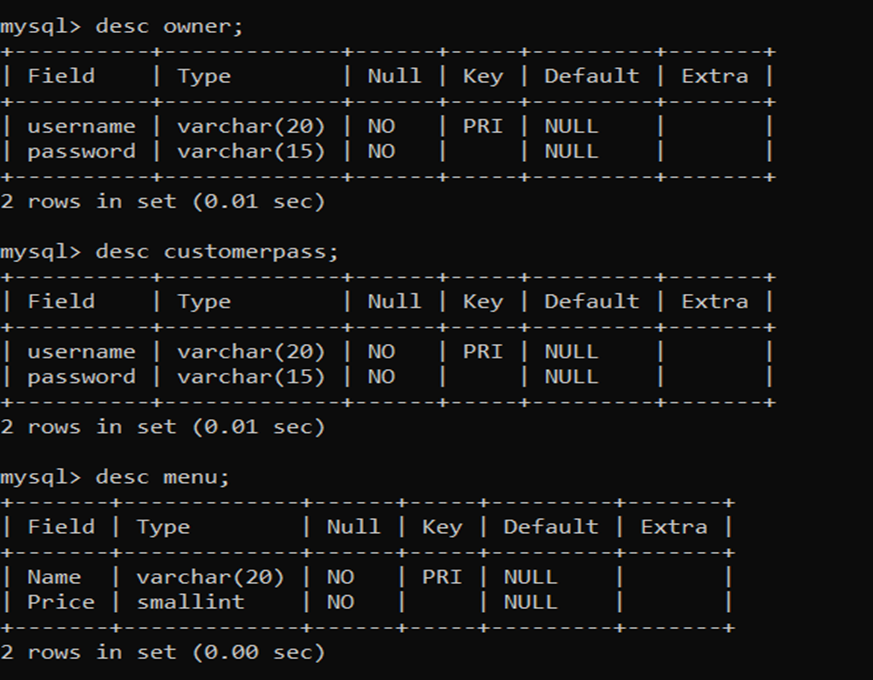 mysql> desc owner;
+----------+-------------+------+-----+---------+-------+
| Field    | Type        | Null | Key | Default | Extra |
+----------+-------------+------+-----+---------+-------+
| username | varchar(20) | NO   | PRI | NULL    |       |
| password | varchar(15) | NO   |     | NULL    |       |
+----------+-------------+------+-----+---------+-------+
2 rows in set (0.01 sec)
mysql> desc customerpass;
+----------+-------------+------+-----+---------+-------+
| Field    | Type        | Null | Key | Default | Extra |
+----------+-------------+------+-----+---------+-------+
| username | varchar(20) | NO   | PRI | NULL    |       |
| password | varchar(15) | NO   |     | NULL    |       |
+----------+-------------+------+-----+---------+-------+
2 rows in set (0.01 sec)
mysql> desc menu;
+-------+-------------+------+-----+---------+-------+
| Field | Type        | Null | Key | Default | Extra |
+-------+-------------+------+-----+---------+-------+
| Name  | varchar(20) | NO   | PRI | NULL    |       |
| Price | smallint    | NO   |     | NULL    |       |
+-------+-------------+------+-----+---------+-------+
2 rows in set (0.00 sec)